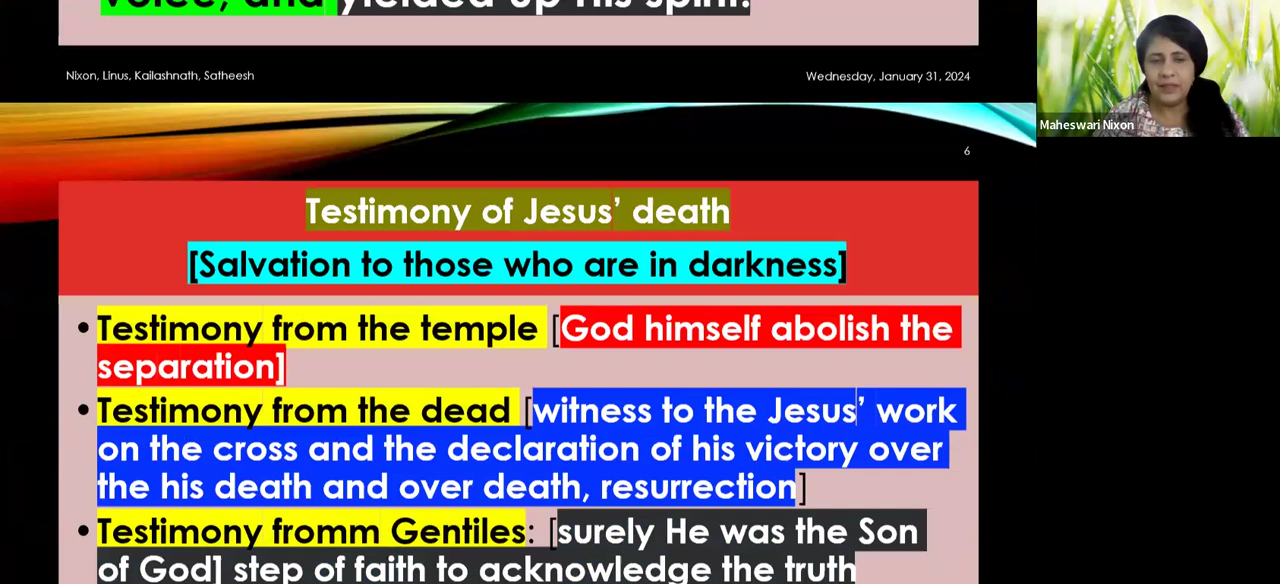 voice, and yielded up His spirit.
Nixon, Linus, Kailashnath, Satheesh
Wednesday, January 31, 2024
Maheswari Nixon
6
Testimony of Jesus’ death
[Salvation to those who are in darkness]
•Testimony from the temple [God himself abolish the
separation]
•Testimony from the dead [witness to the Jesus’ work
on the cross and the declaration of his victory over
the his death and over death, resurrection]
•Testimony fromm Gentiles: [surely He was the Son
of God] step of faith to acknowledge the truth